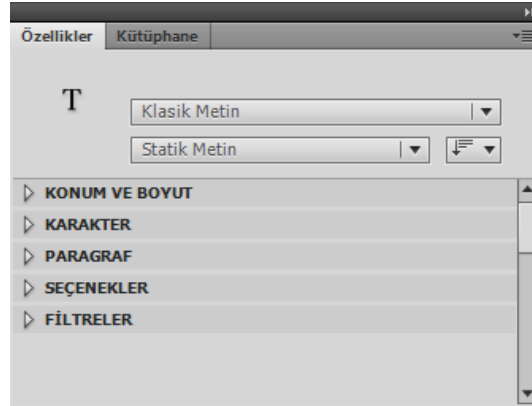 Özellikler Kütüphane
T
Klasik Metin
Statik Metin
KONUM VE BOYUT
KARAKTER
PARAGRAF
SEÇENEKLER
FİLTRELER